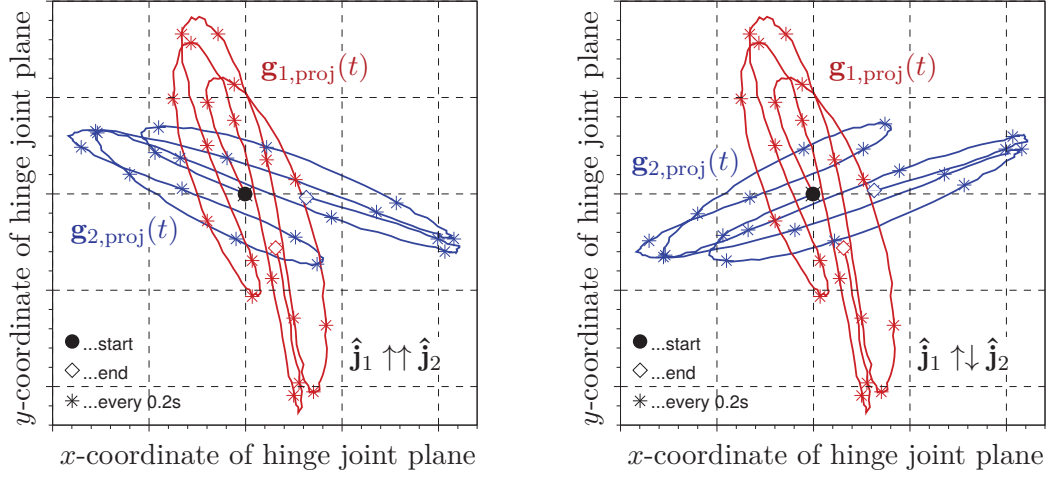 y-coordinate of hinge joint plane
g1,proj(t)
g2,proj(t)
...start
...end
...every 0.2s
ĵ1 ↑↑ ĵ2
x-coordinate of hinge joint plane
y-coordinate of hinge joint plane
g1,proj(t)
g2,proj(t)
...start
...end
...every 0.2s
ĵ1 ↑↓ ĵ2
x-coordinate of hinge joint plane